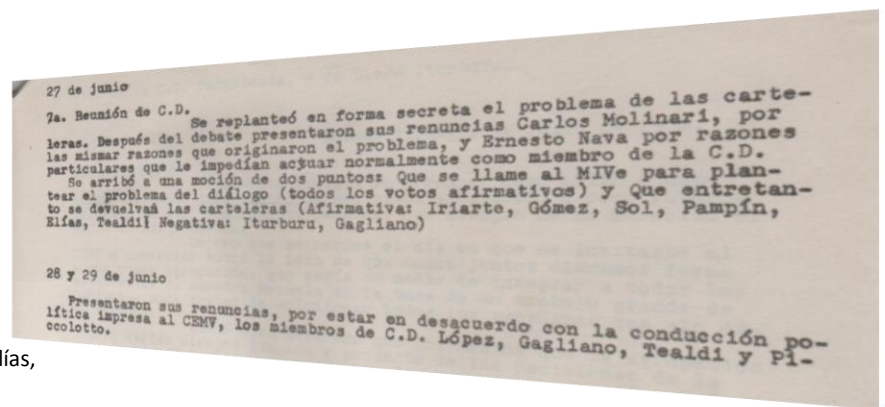 27 de junio
7a. Reunión de C.D.
Se replanteó en forma secreta el problema de las carte-
leras. Después del debate presentaron sus renuncias Carlos Molinari, por
las mismar razones que originaron el problema, y Ernesto Nava por razones
particulares que le impedían actuar normalmente como miembro de la C.D.
Se arribó a una moción de dos puntos: Que se llame al MIVe para plan-
tear el problema del diálogo (todos los votos afirmativos) y Que entretan-
to se devuelvan las carteleras (Afirmativa: Iriarte, Gómez, Sol, Pampín,
Elías, Tealdi Negativa: Iturburu, Gagliano)
28 y 29 de junio
Presentaron sus renuncias, por estar en desacuerdo con la conducción po-
lítica impresa al CEMV, los miembros de C.D. López, Gagliano, Tealdi y Pi-
ccolotto.
lías,